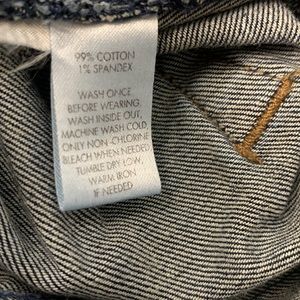 99% COTTON
1% SPANDEX
WASH ONCE
BEFORE WEARING,
WASH INSIDE OUT,
MACHINE WASH COLD,
ONLY NON-CHLORINE
BLEACH WHEN NEEDED
TUMBLE DRY LOW,
WARM IRON
IF NEEDED